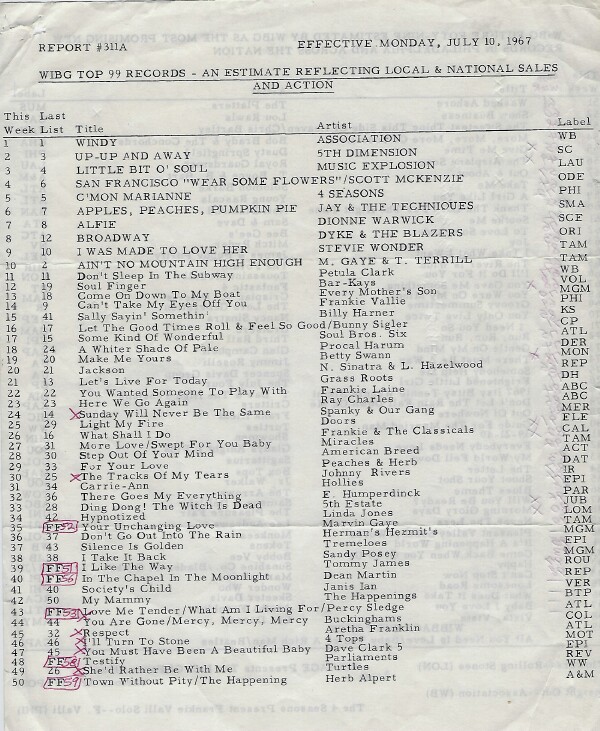 REPORT #311A EFFECTIVE MONDAY, JULY 10, 1967
WIBG TOP 99 RECORDS - AN ESTIMATE REFLECTING LOCAL & NATIONAL SALES
AND ACTION
This Last
Week List Title Artist Label
1 1 WINDY ASSOCIATION WB
2 3 UP-UP AND AWAY 5TH DIMENSION SC
3 4 LITTLE BIT O' SOUL MUSIC EXPLOSION LAU
4 6 SAN FRANCISCO "WEAR SOME FLOWERS"/SCOTT MCKENZIE ODE
5 5 C'MON MARIANNE 4 SEASONS PHI
6 7 APPLES, PEACHES, PUMPKIN PIE JAY & THE TECHNIQUES SMA
7 8 ALFIE DIONNE WARWICK SCE
8 12 BROADWAY DYKE & THE BLAZERS ORI
9 10 I WAS MADE TO LOVE HER STEVIE WONDER TAM
10 2 AIN'T NO MOUNTAIN HIGH ENOUGH M. GAYE & T. TERRILL TAM
11 11 Don't Sleep In The Subway Petula Clark WB
12 19 Soul Finger Bar-Kays VOL
13 18 Come On Down To My Boat Every Mother's Son MGM
14 9 Can't Take My Eyes Off You Frankie Vallie PHI
15 41 Sally Sayin' Somethin' Billy Harner KS
16 17 Let The Good Times Roll & Feel So Good/Bunny Sigler CP
17 15 Some Kind Of Wonderful Soul Bros. Six ATL
18 24 A Whiter Shade Of Pale Procal Harum DER
19 20 Make Me Yours Betty Swann MON
20 21 Jackson N. Sinatra & L. Hazelwood REP
21 13 Let's Live For Today Grass Roots DH
22 22 You Wanted Someone To Play With Frankie Laine ABC
23 23 Here We Go Again Ray Charles ABC
24 14 Sunday Will Never Be The Same Spanky & Our Gang MER
25 29 Light My Fire Doors ELE
26 16 What Shall I Do Frankie & The Classicals CAL
27 31 More Love/Swept For You Baby Miracles TAM
28 30 Step Out Of Your Mind American Breed ACT
29 33 For Your Love Peaches & Herb DAT
30 25 The Tracks Of My Tears Johnny Rivers IR
31 34 Carrie-Ann Hollies EPI
32 36 There Goes My Everything E. Humperdinck PAR
33 28 Ding Dong! The Witch Is Dead 5th Estate JUB
34 42 Hypnotized Linda Jones LOM
35 FF52 Your Unchanging Love Marvin Gaye TAM
36 37 Don't Go Out Into The Rain Herman's Hermit's MGM
37 43 Silence Is Golden Tremeloes EPI
38 38 I Take It Back Sandy Posey MGM
39 FF51 I Like The Way Tommy James ROU
40 FF56 In The Chapel In The Moonlight Dean Martin REP
41 40 Society's Child Janis Ian VER
42 50 My Mammy The Happenings BTP
43 FF53 Love Me Tender/What Am I Living For/Percy Sledge ATL
44 44 You Are Gone/Mercy, Mercy, Mercy Buckinghams COL
45 32 Respect Aretha Franklin ATL
46 46 I'll Turn To Stone 4 Tops MOT
47 45 You Must Have Been A Beautiful Baby Dave Clark 5 EPI
48 FF58 Testify Parliaments REV
49 26 She'd Rather Be With Me Turtles WW
50 FF59 Town Without Pity/The Happening Herb Alpert A&M